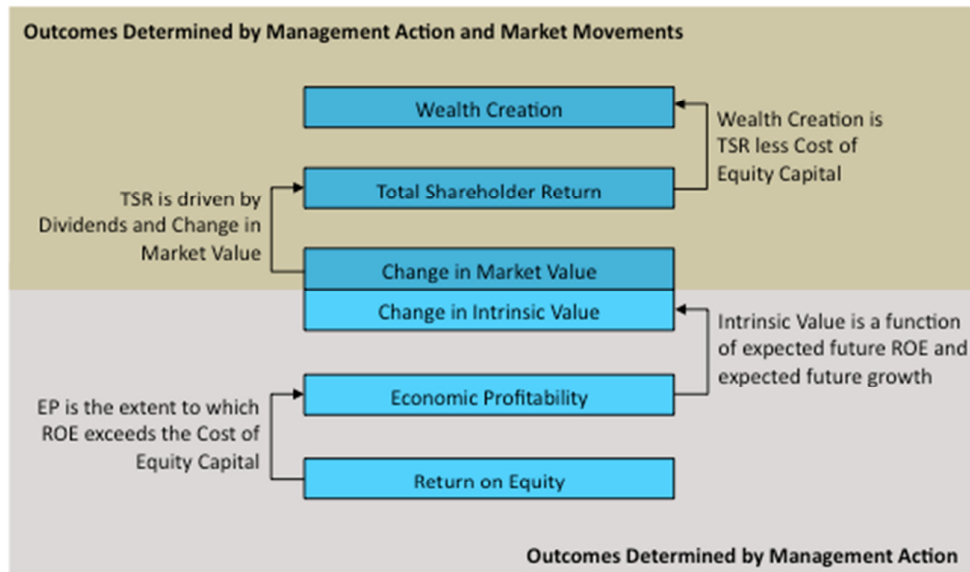 Outcomes Determined by Management Action and Market Movements
Wealth Creation
Wealth Creation is
TSR less Cost of
Equity Capital
Total Shareholder Return
TSR is driven by
Dividends and Change in
Market Value
Change in Market Value
Change in Intrinsic Value
Intrinsic Value is a function
of expected future ROE and
expected future growth
Economic Profitability
EP is the extent to which
ROE exceeds the Cost of
Equity Capital
Return on Equity
Outcomes Determined by Management Action